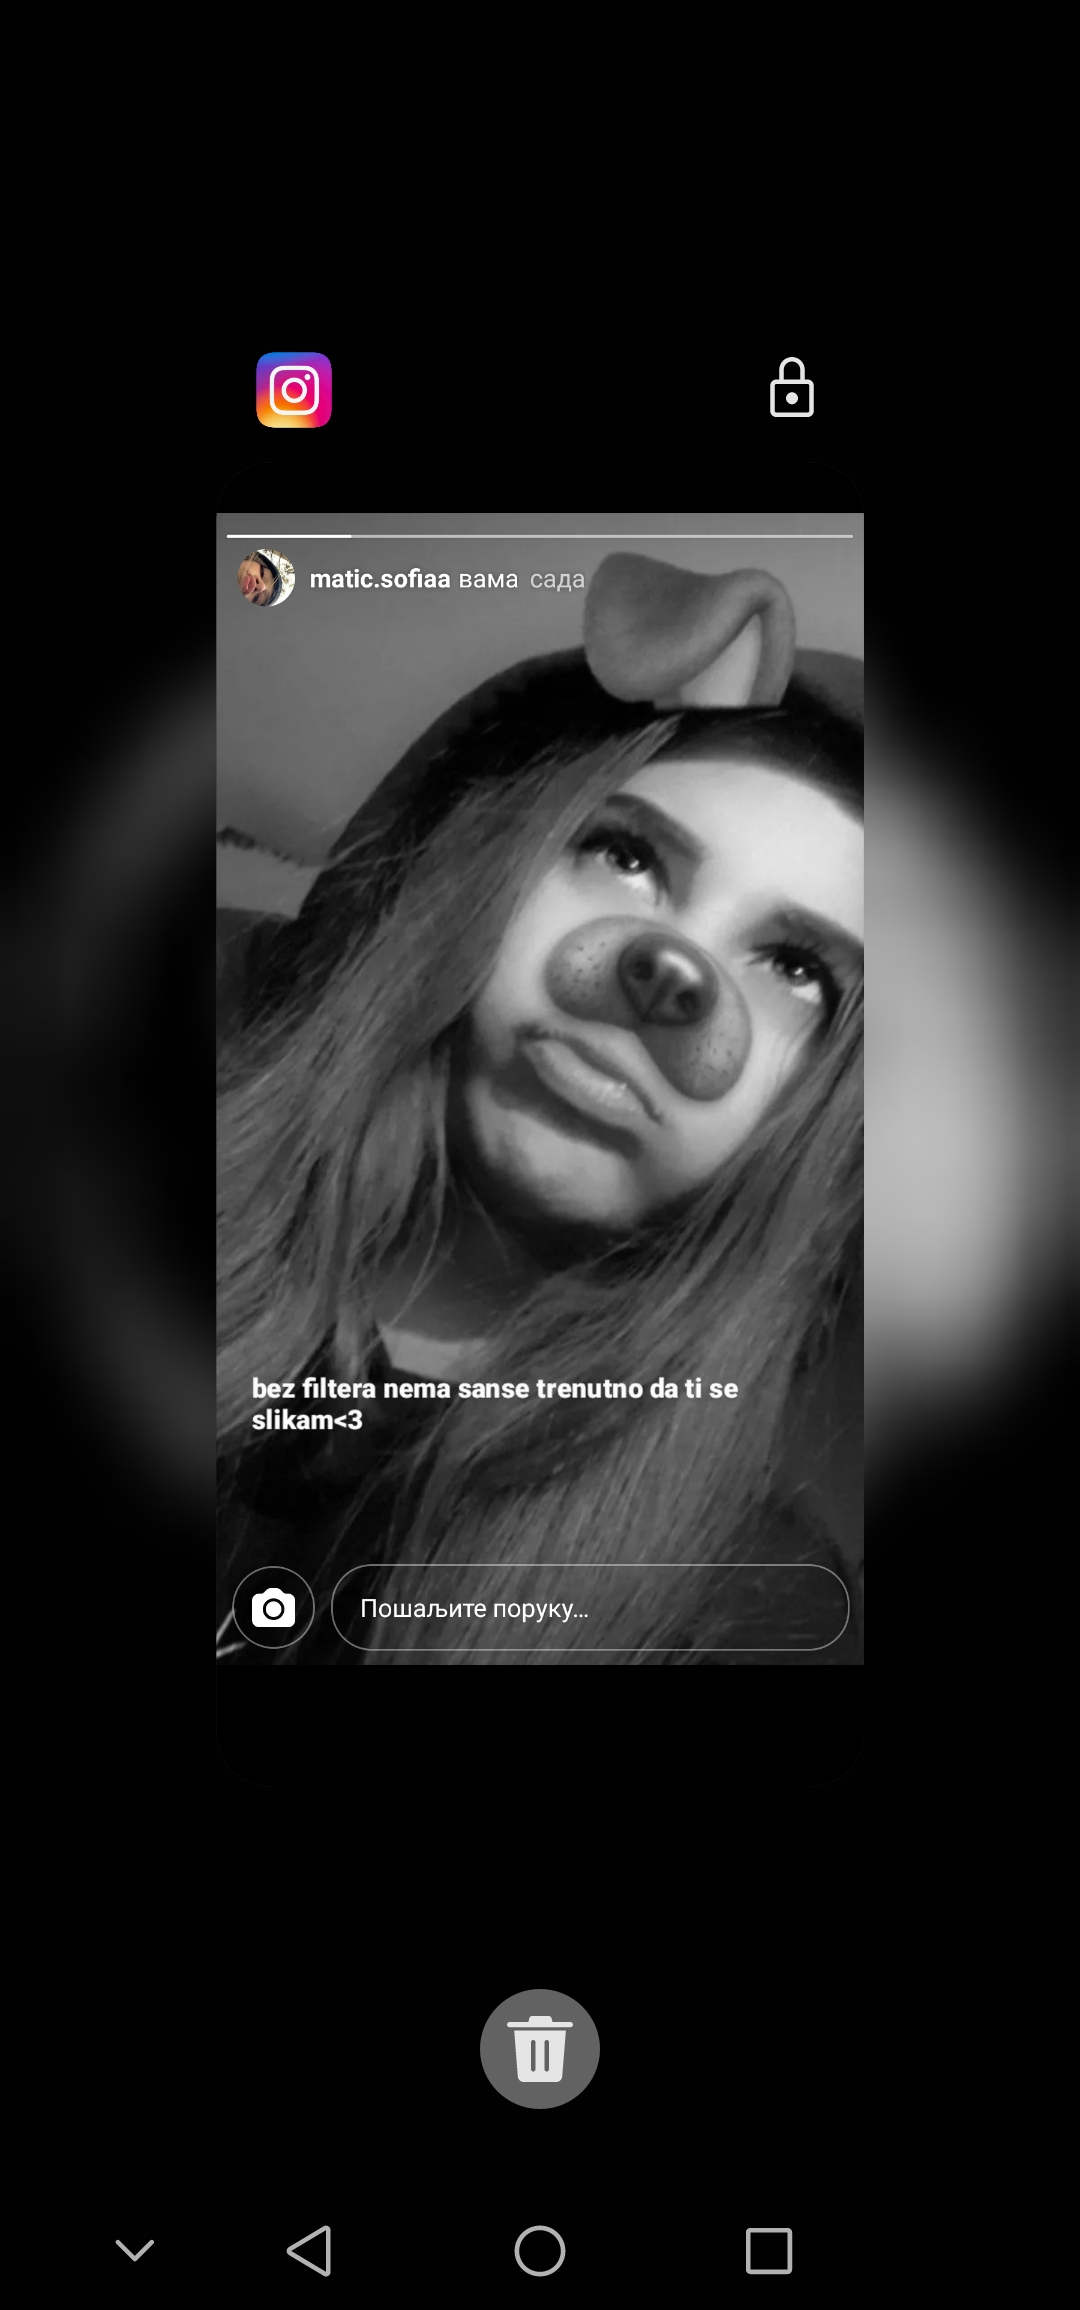 matic.sofiaa вама сада
bez filtera nema sanse trenutno da ti se
slikam<3
Пошаљите поруку...